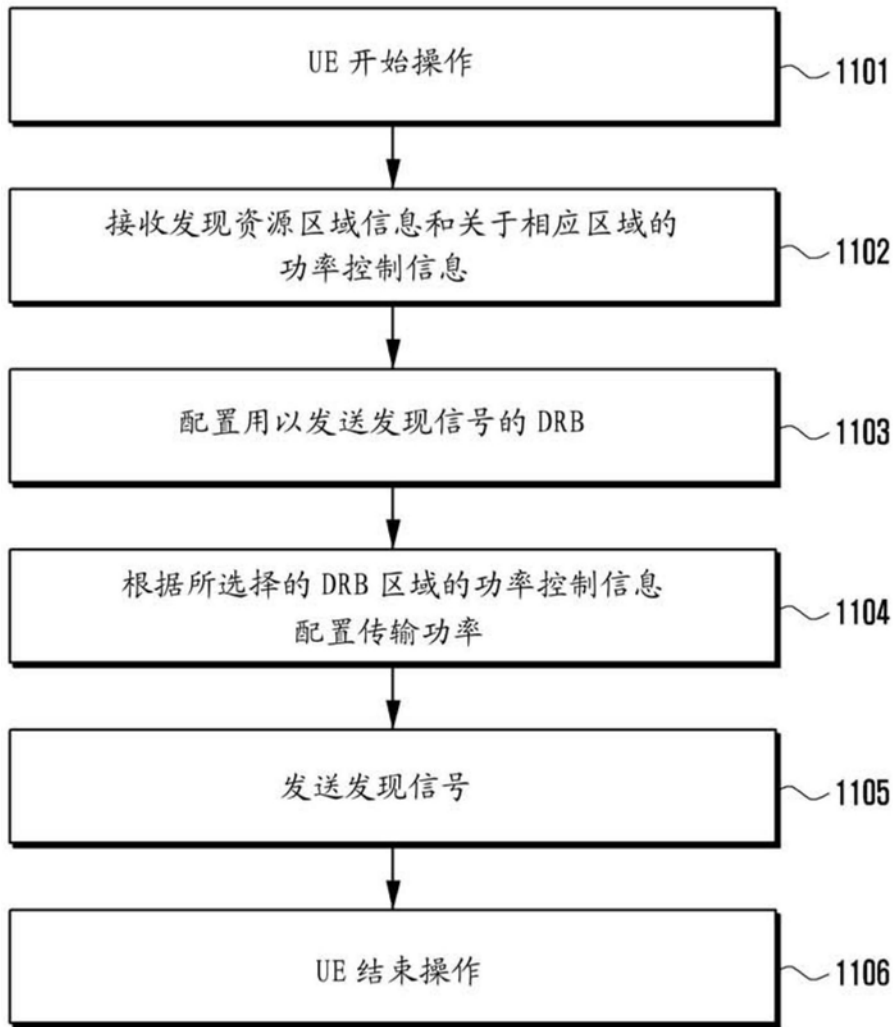 UE 开始操作
1101
接收发现资源区域信息和关于相应区域的
功率控制信息
1102
配置用以发送发现信号的 DRB
1103
根据所选择的 DRB 区域的功率控制信息
配置传输功率
1104
发送发现信号
1105
UE 结束操作
1106